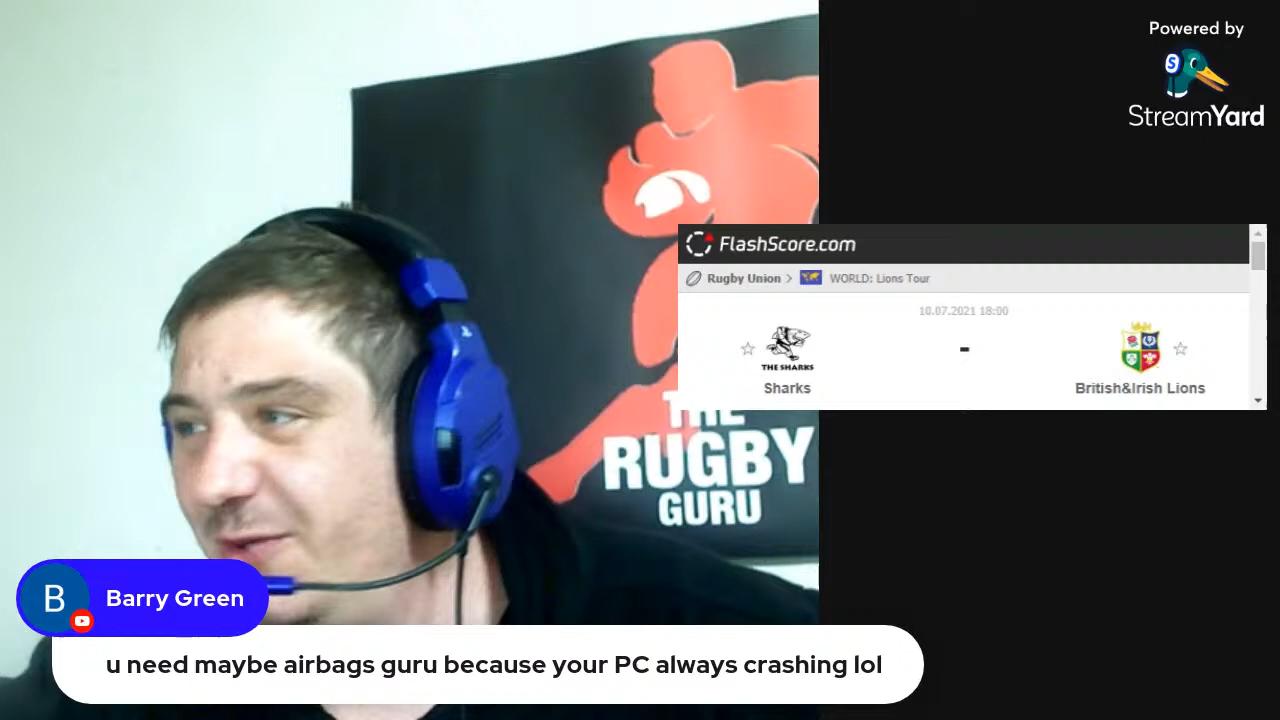 Powered by
StreamYard
FlashScore.com
Rugby Union > WORLD: Lions Tour
10.07.2021 18:00
-
THE SHARKS
Sharks
British&Irish Lions
THE
RUGBY
GURU
B
Barry Green
u need maybe airbags guru because your PC always crashing lol